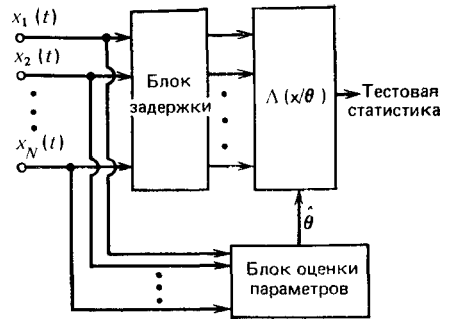 x₁ (t)
x₂ (t)
x_N (t)
Блок
задержки
Λ (x/θ)
Тестовая
статистика
θ̂
Блок оценки
параметров